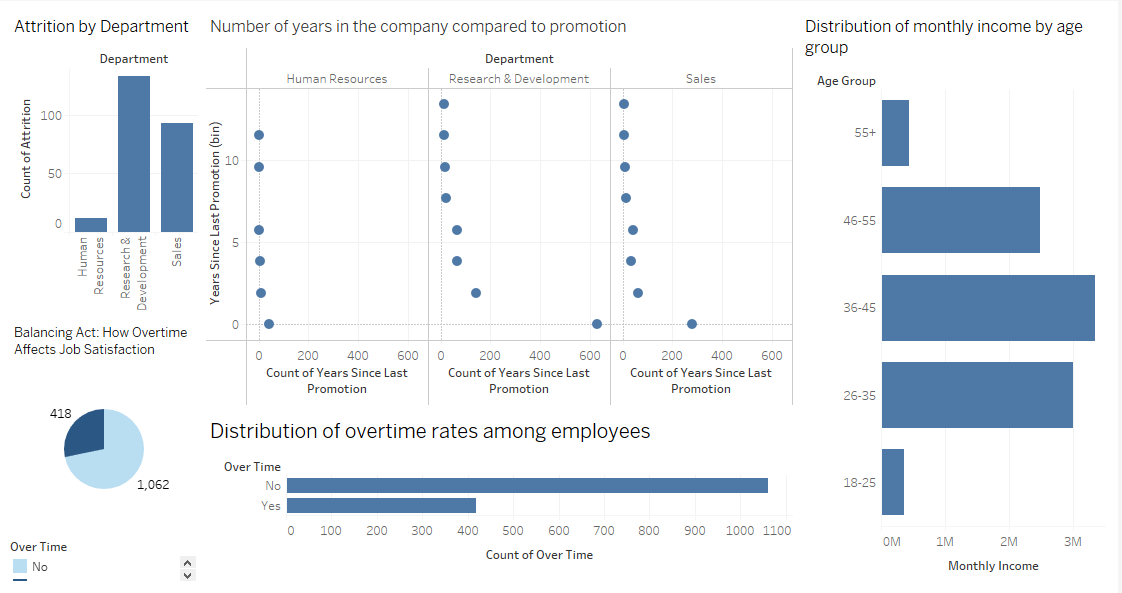 Attrition by Department
Department
Count of Attrition
100
50
0
Human
Resources
Research &
Development
Sales
Balancing Act: How Overtime
Affects Job Satisfaction
418
1,062
Over Time
No
Number of years in the company compared to promotion
Department
Human Resources
Research & Development
Sales
Years Since Last Promotion (bin)
10
5
0
0 200 400 600 0 200 400 600 0 200 400 600
Count of Years Since Last
Promotion
Count of Years Since Last
Promotion
Count of Years Since Last
Promotion
Distribution of overtime rates among employees
Over Time
No
Yes
0 100 200 300 400 500 600 700 800 900 1000 1100
Count of Over Time
Distribution of monthly income by age
group
Age Group
55+
46-55
36-45
26-35
18-25
0M 1M 2M 3M
Monthly Income